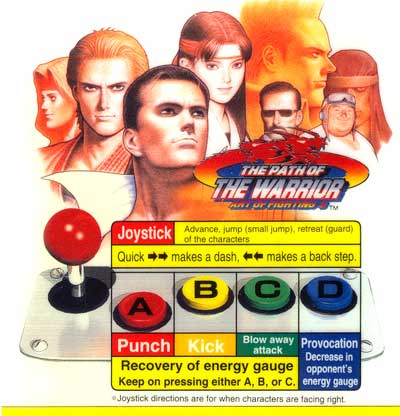 THE PATH OF
THE WARRIOR
ART OF FIGHTING 3 TM
Joystick
Advance, jump (small jump), retreat (guard)
of the characters
Quick ➡➡ makes a dash, ⬅⬅ makes a back step.
A B C D
Punch
Kick
Blow away
attack
Provocation
Decrease in
opponent's
energy gauge
Recovery of energy gauge
Keep on pressing either A, B, or C.
*Joystick directions are for when characters are facing right.